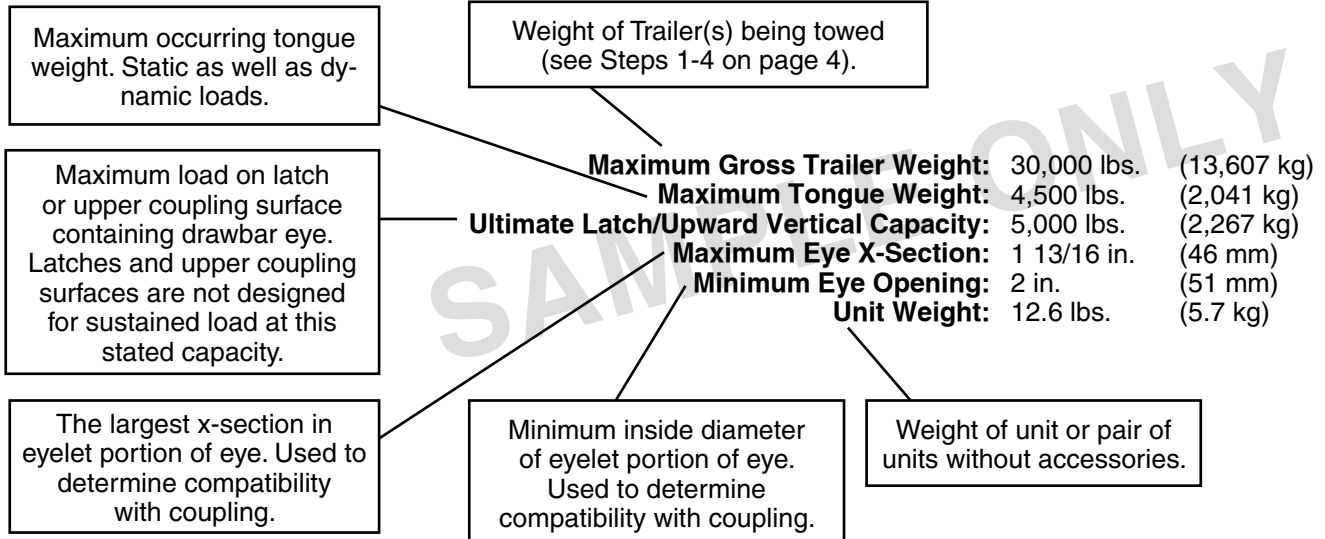 Maximum occurring tongue
weight. Static as well as dy-
namic loads.
Weight of Trailer(s) being towed
(see Steps 1-4 on page 4).
Maximum load on latch
or upper coupling surface
containing drawbar eye.
Latches and upper coupling
surfaces are not designed
for sustained load at this
stated capacity.
SAMPLE ONLY
Maximum Gross Trailer Weight: 30,000 lbs. (13,607 kg)
Maximum Tongue Weight: 4,500 lbs. (2,041 kg)
Ultimate Latch/Upward Vertical Capacity: 5,000 lbs. (2,267 kg)
Maximum Eye X-Section: 1 13/16 in. (46 mm)
Minimum Eye Opening: 2 in. (51 mm)
Unit Weight: 12.6 lbs. (5.7 kg)
The largest x-section in
eyelet portion of eye. Used to
determine compatibility
with coupling.
Minimum inside diameter
of eyelet portion of eye.
Used to determine
compatibility with coupling.
Weight of unit or pair of
units without accessories.